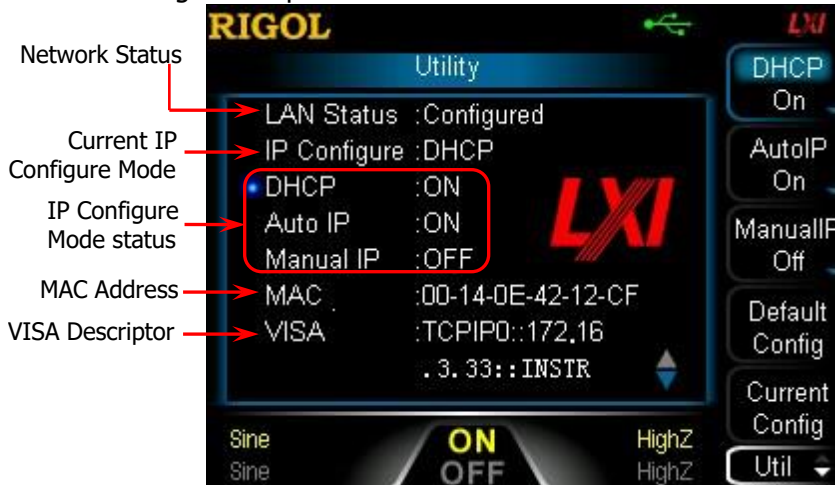 RIGOL
LXI
Utility
Network Status
LAN Status :Configured
Current IP
Configure Mode
IP Configure :DHCP
IP Configure
Mode status
DHCP :ON
Auto IP :ON
Manual IP :OFF
LXI
MAC Address
MAC :00-14-0E-42-12-CF
VISA Descriptor
VISA :TCPIP0::172.16
.3.33::INSTR
DHCP
On
AutoIP
On
ManualIP
Off
Default
Config
Current
Config
Util
Sine
ON
HighZ
Sine
OFF
HighZ